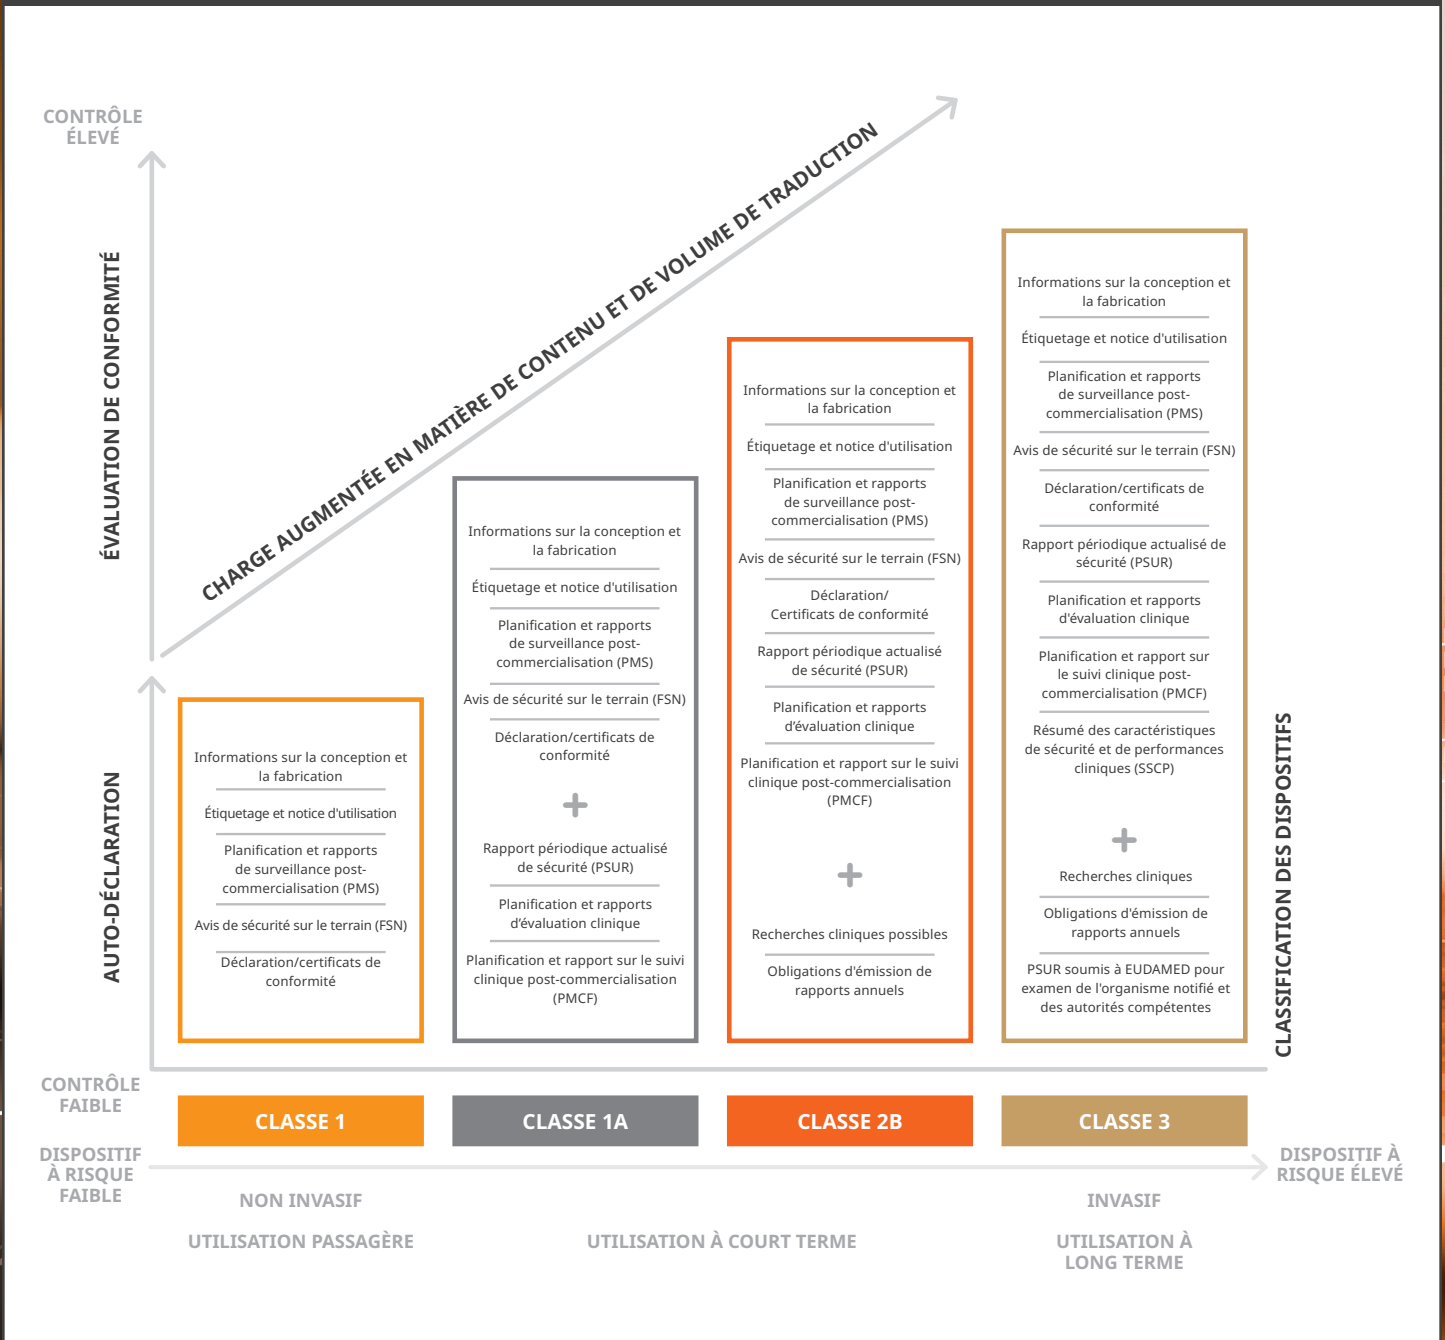 CONTRÔLE
ÉLEVÉ
ÉVALUATION DE CONFORMITÉ
AUTO-DÉCLARATION
CHARGE AUGMENTÉE EN MATIÈRE DE CONTENU ET DE VOLUME DE TRADUCTION
Informations sur la conception et
la fabrication
Étiquetage et notice d'utilisation
Planification et rapports
de surveillance post-
commercialisation (PMS)
Avis de sécurité sur le terrain (FSN)
Déclaration/certificats de
conformité
Informations sur la conception et
la fabrication
Étiquetage et notice d'utilisation
Planification et rapports
de surveillance post-
commercialisation (PMS)
Avis de sécurité sur le terrain (FSN)
Déclaration/certificats de
conformité
+
Rapport périodique actualisé
de sécurité (PSUR)
Planification et rapports
d’évaluation clinique
Planification et rapport sur le suivi
clinique post-commercialisation
(PMCF)
Informations sur la conception et
la fabrication
Étiquetage et notice d'utilisation
Planification et rapports
de surveillance post-
commercialisation (PMS)
Avis de sécurité sur le terrain (FSN)
Déclaration/
Certificats de conformité
Rapport périodique actualisé
de sécurité (PSUR)
Planification et rapports
d’évaluation clinique
Planification et rapport sur le suivi
clinique post-commercialisation
(PMCF)
+
Recherches cliniques possibles
Obligations d'émission de
rapports annuels
Informations sur la conception et
la fabrication
Étiquetage et notice d'utilisation
Planification et rapports
de surveillance post-
commercialisation (PMS)
Avis de sécurité sur le terrain (FSN)
Déclaration/certificats de
conformité
Rapport périodique actualisé de
sécurité (PSUR)
Planification et rapports
d'évaluation clinique
Planification et rapport sur
le suivi clinique post-
commercialisation (PMCF)
Résumé des caractéristiques
de sécurité et de performances
cliniques (SSCP)
+
Recherches cliniques
Obligations d'émission de
rapports annuels
PSUR soumis à EUDAMED pour
examen de l'organisme notifié et
des autorités compétentes
CLASSIFICATION DES DISPOSITIFS
CONTRÔLE
FAIBLE
CLASSE 1
CLASSE 1A
CLASSE 2B
CLASSE 3
DISPOSITIF
À RISQUE
FAIBLE
DISPOSITIF À
RISQUE ÉLEVÉ
NON INVASIF
INVASIF
UTILISATION PASSAGÈRE
UTILISATION À COURT TERME
UTILISATION À
LONG TERME